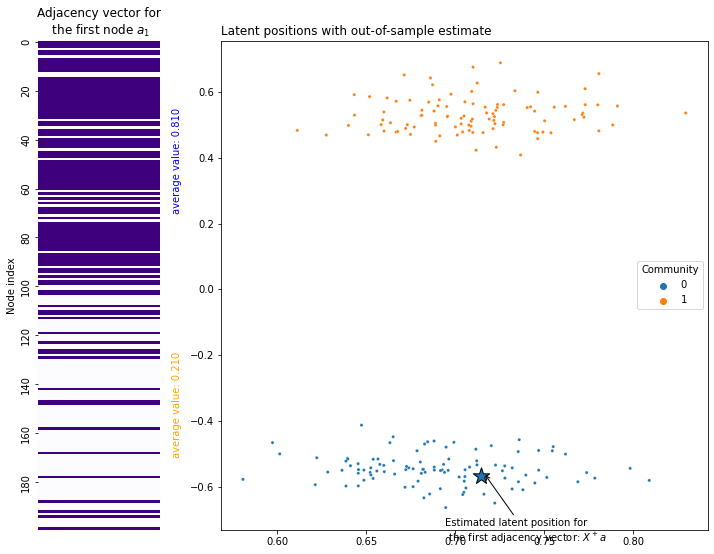 Adjacency vector for
the first node a₁
Latent positions with out-of-sample estimate
Node index
0
20
40
60
80
100
120
140
160
180
average value: 0.810
average value: 0.210
0.6
0.4
0.2
0.0
−0.2
−0.4
−0.6
Community
0
1
Estimated latent position for
the first adjacency vector: X⁺a
0.60
0.65
0.70
0.75
0.80